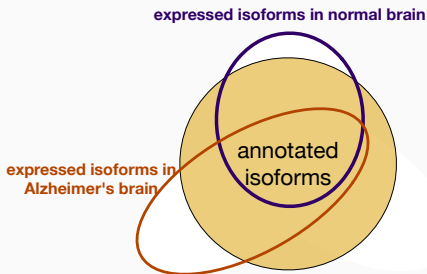 expressed isoforms in normal brain
annotated
isoforms
expressed isoforms in
Alzheimer's brain